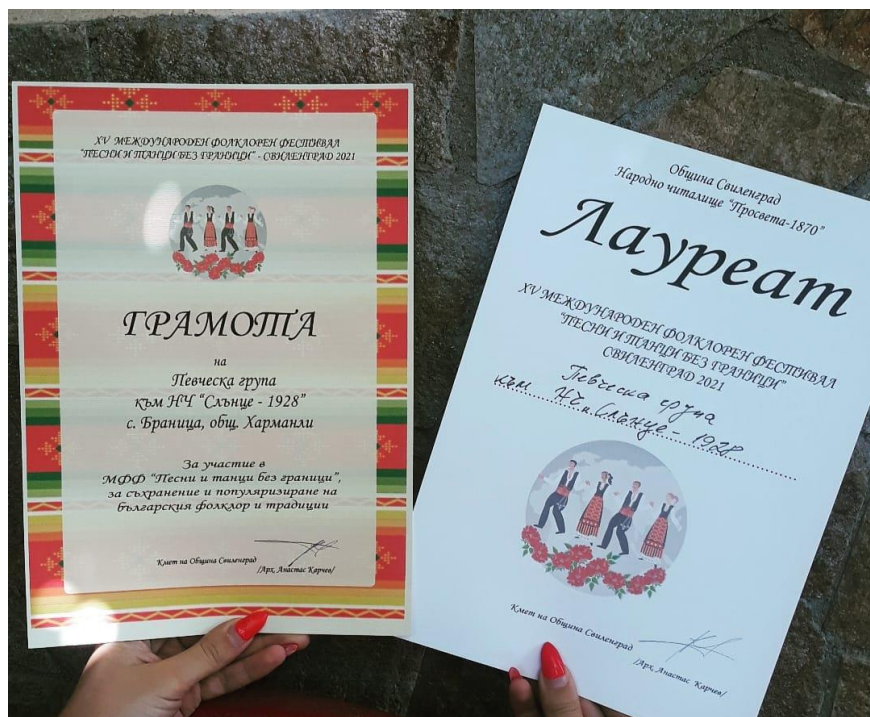 XV МЕЖДУНАРОДЕН ФОЛКЛОРЕН ФЕСТИВАЛ
"ПЕСНИ И ТАНЦИ БЕЗ ГРАНИЦИ" - СВИЛЕНГРАД 2021
ГРАМОТА
на
Певческа група
към НЧ "Слънце - 1928"
с. Браница, общ. Харманли
За участие в
МФФ "Песни и танци без граници",
за съхранение и популяризиране на
българския фолклор и традиции
Кмет на Община Свиленград
/Арх. Анастас Карчев/
Община Свиленград
Народно читалище "Просвета-1870"
Лауреат
XV МЕЖДУНАРОДЕН ФОЛКЛОРЕН ФЕСТИВАЛ
"ПЕСНИ И ТАНЦИ БЕЗ ГРАНИЦИ"
СВИЛЕНГРАД 2021
Певческа група
към НЧ "Слънце - 1928
Кмет на Община Свиленград
/Арх. Анастас Карчев/